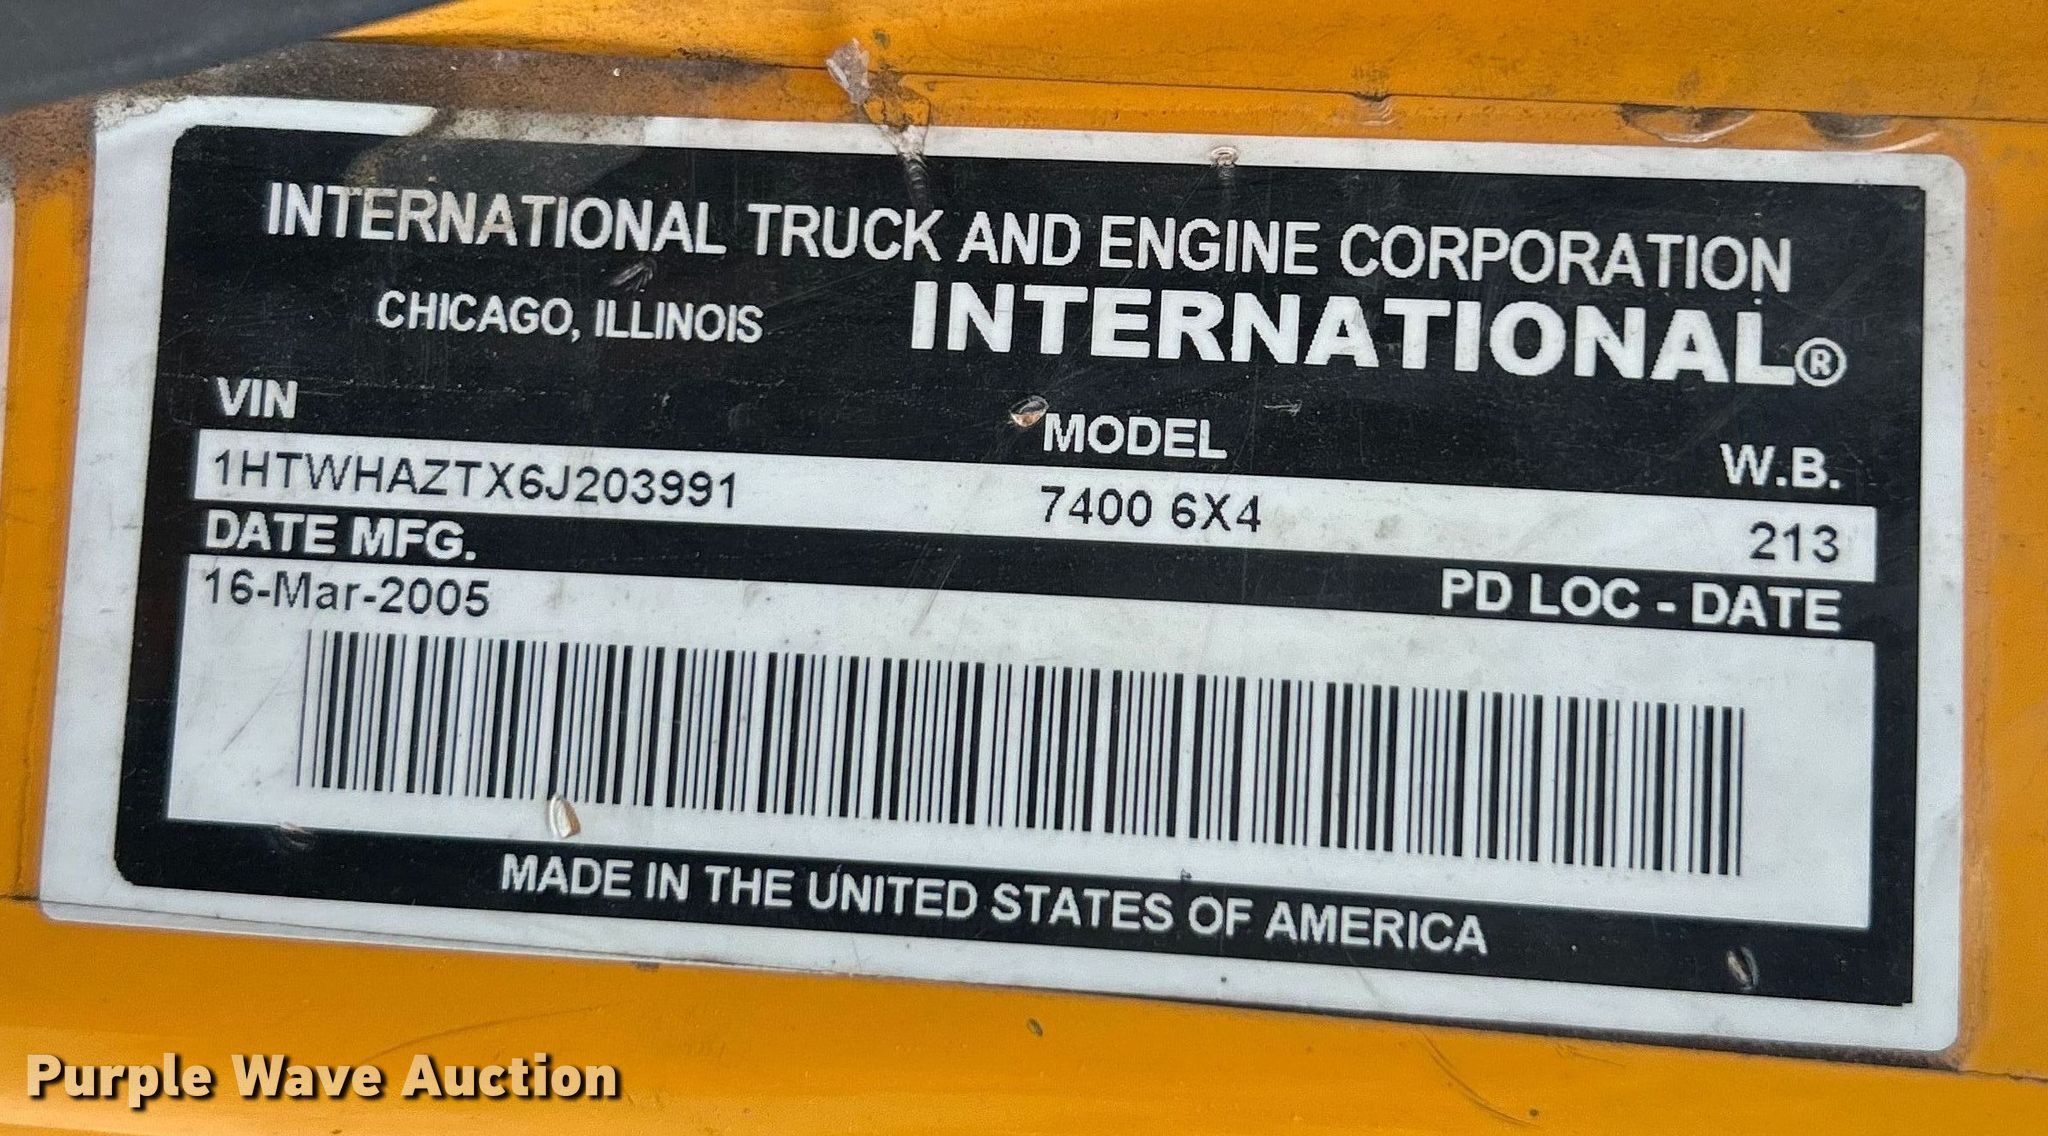 INTERNATIONAL TRUCK AND ENGINE CORPORATION
CHICAGO, ILLINOIS
INTERNATIONAL®
VIN MODEL W.B.
1HTWHAZTX6J203991 7400 6X4 213
DATE MFG. PD LOC - DATE
16-Mar-2005
MADE IN THE UNITED STATES OF AMERICA
Purple Wave Auction